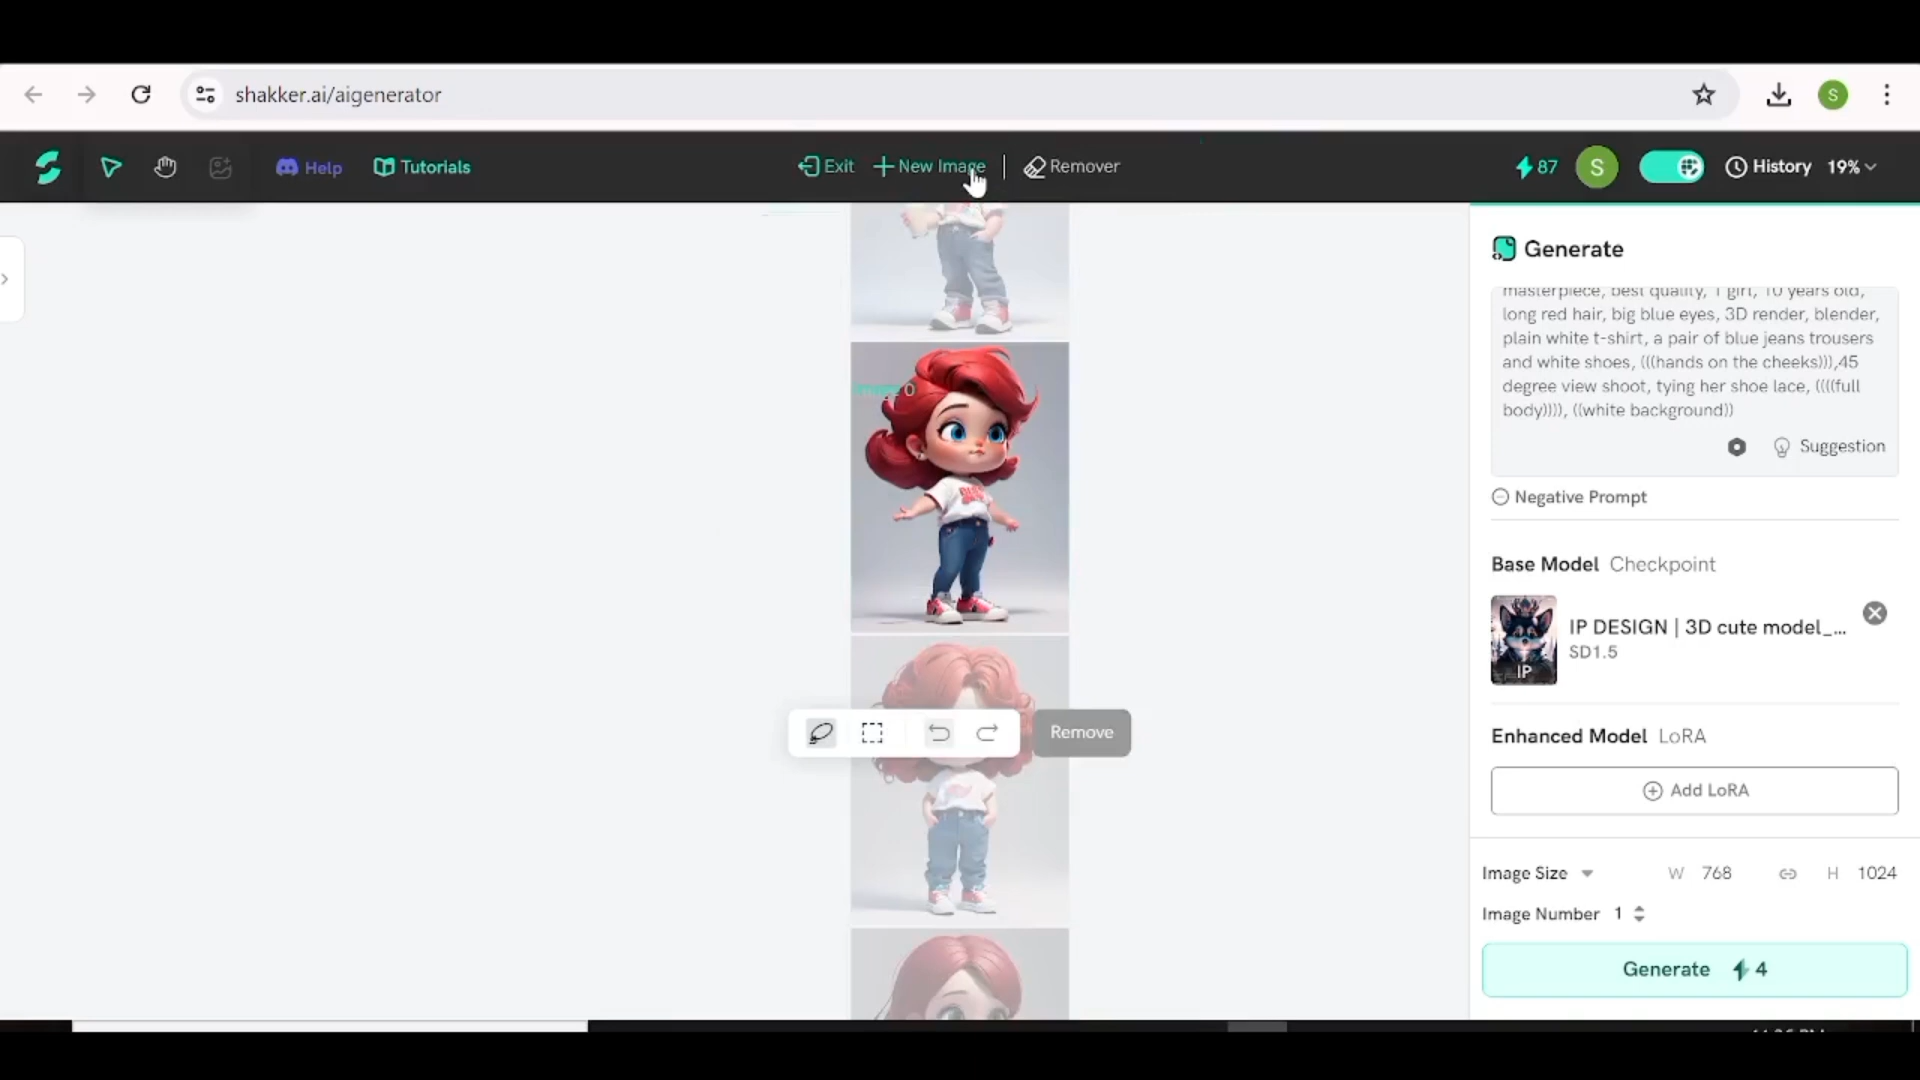 shakker.ai/aigenerator
S
Help
Tutorials
Exit
New Image
Remover
87
S
History
19%
Generate
masterpiece, best quality, 1 girl, 10 years old,
long red hair, big blue eyes, 3D render, blender,
plain white t-shirt, a pair of blue jeans trousers
and white shoes, (((hands on the cheeks))),45
degree view shoot, tying her shoe lace, ((((full
body)))), ((white background))
Suggestion
Negative Prompt
Base Model Checkpoint
IP DESIGN | 3D cute model_...
SD1.5
IP
Enhanced Model LoRA
Add LoRA
Remove
Image Size W 768 H 1024
Image Number 1
Generate 4